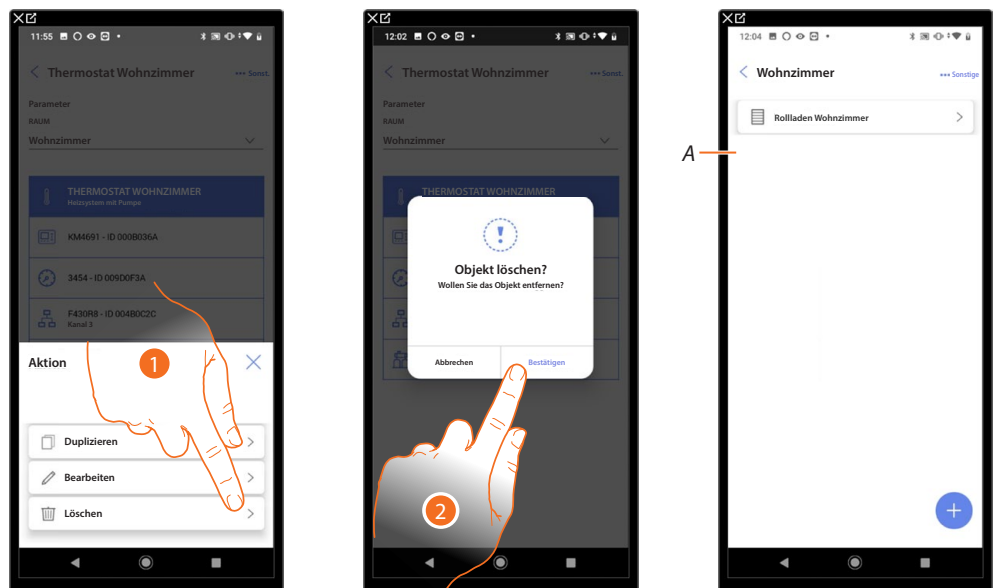 11:55
Thermostat Wohnzimmer
••• Sonst.
Parameter
RAUM
Wohnzimmer
THERMOSTAT WOHNZIMMER
Heizsystem mit Pumpe
KM4691 - ID 000B036A
3454 - ID 009D0F3A
F430R8 - ID 004B0C2C
Kanal 3
Aktion
1
Duplizieren
Bearbeiten
Löschen
12:02
Thermostat Wohnzimmer
••• Sonst.
Parameter
RAUM
Wohnzimmer
THERMOSTAT WOHNZIMMER
Objekt löschen?
Wollen Sie das Objekt entfernen?
Abbrechen
Bestätigen
2
12:04
Wohnzimmer
••• Sonstige
Rollladen Wohnzimmer
A